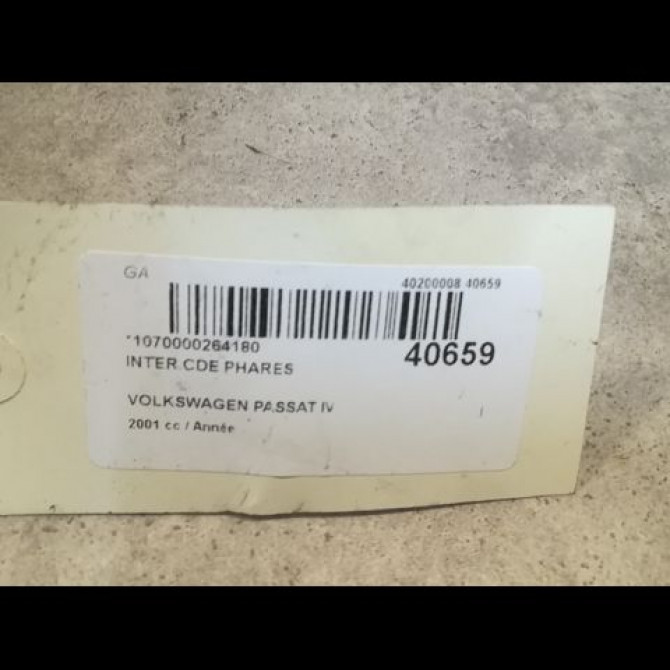 GA
40200008 40659
*1070000264180
40659
INTER CDE PHARES
VOLKSWAGEN PASSAT IV
2001 cc / Année